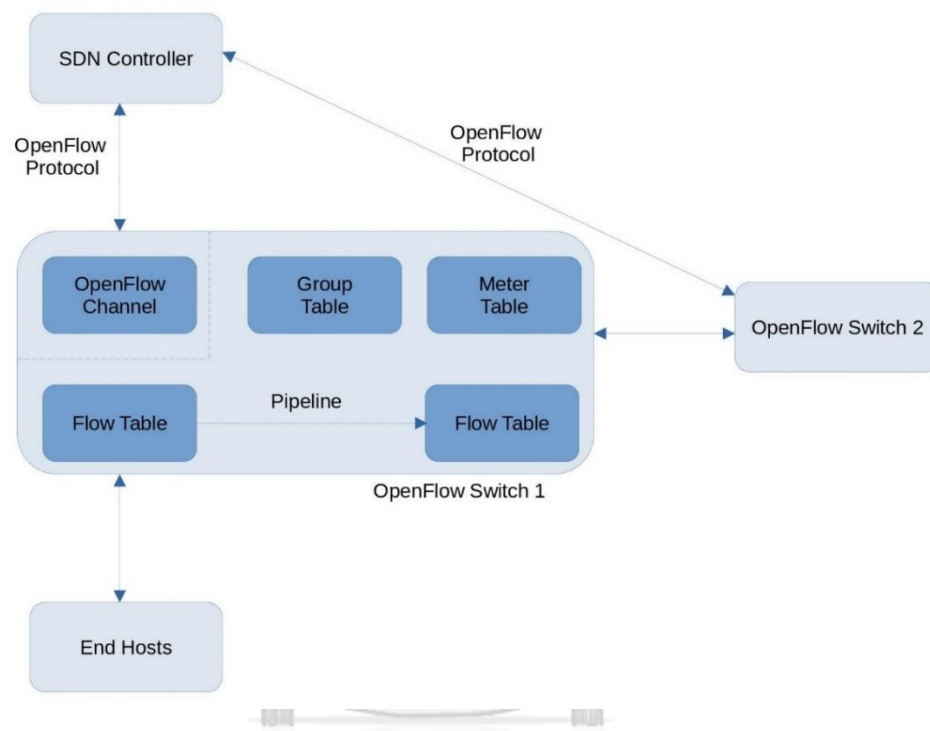 SDN Controller
OpenFlow
Protocol
OpenFlow
Protocol
OpenFlow
Channel
Group
Table
Meter
Table
OpenFlow Switch 2
Flow Table
Pipeline
Flow Table
OpenFlow Switch 1
End Hosts